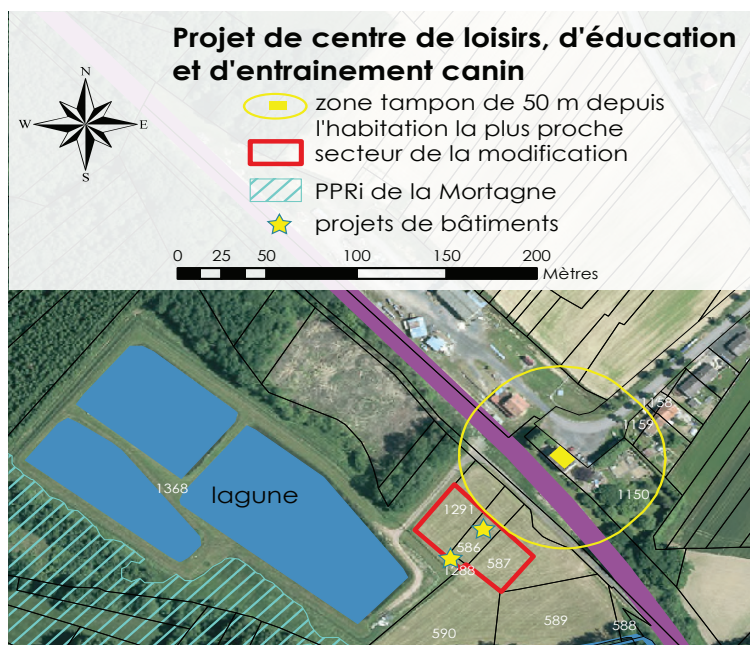 Projet de centre de loisirs, d'éducation
et d'entrainement canin
N
W
E
S
zone tampon de 50 m depuis
l'habitation la plus proche
secteur de la modification
PPRi de la Mortagne
projets de bâtiments
0 25 50 100 150 200
Mètres
1158
1159
1368
lagune
1150
1291
586
587
1288
590
589
588